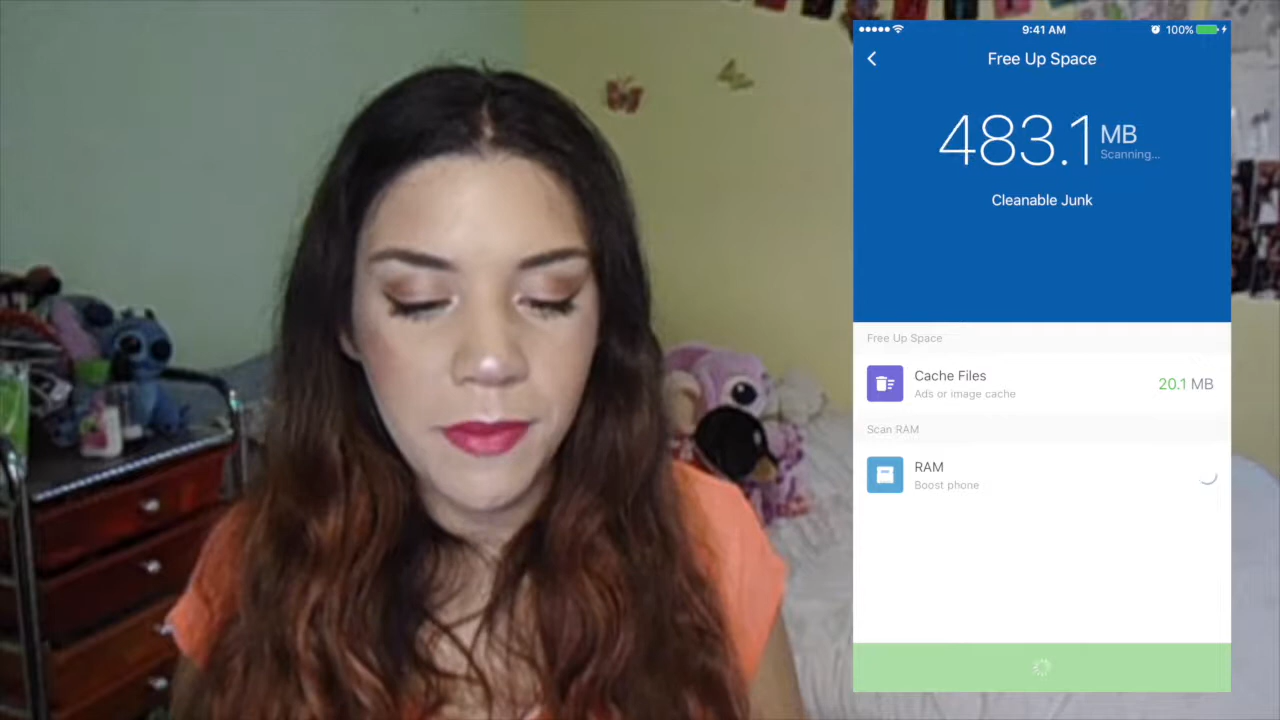 9:41 AM
100%
Free Up Space
483.1 MB
Scanning...
Cleanable Junk
Free Up Space
Cache Files
Ads or image cache
20.1 MB
Scan RAM
RAM
Boost phone